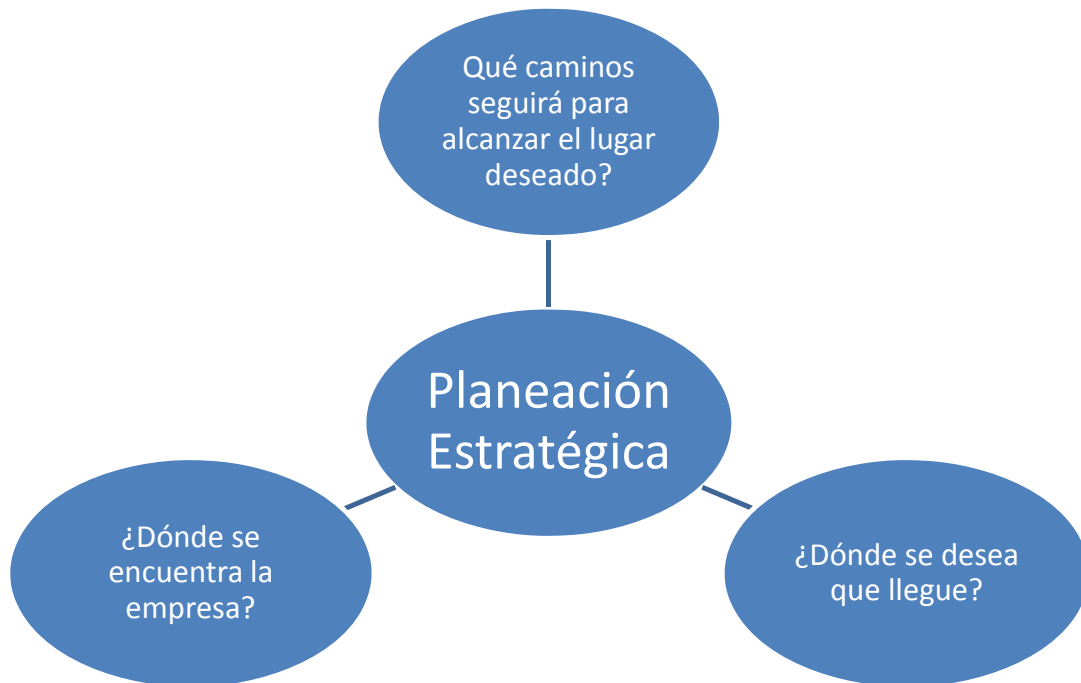 Qué caminos
seguirá para
alcanzar el lugar
deseado?
Planeación
Estratégica
¿Dónde se
encuentra la
empresa?
¿Dónde se desea
que llegue?